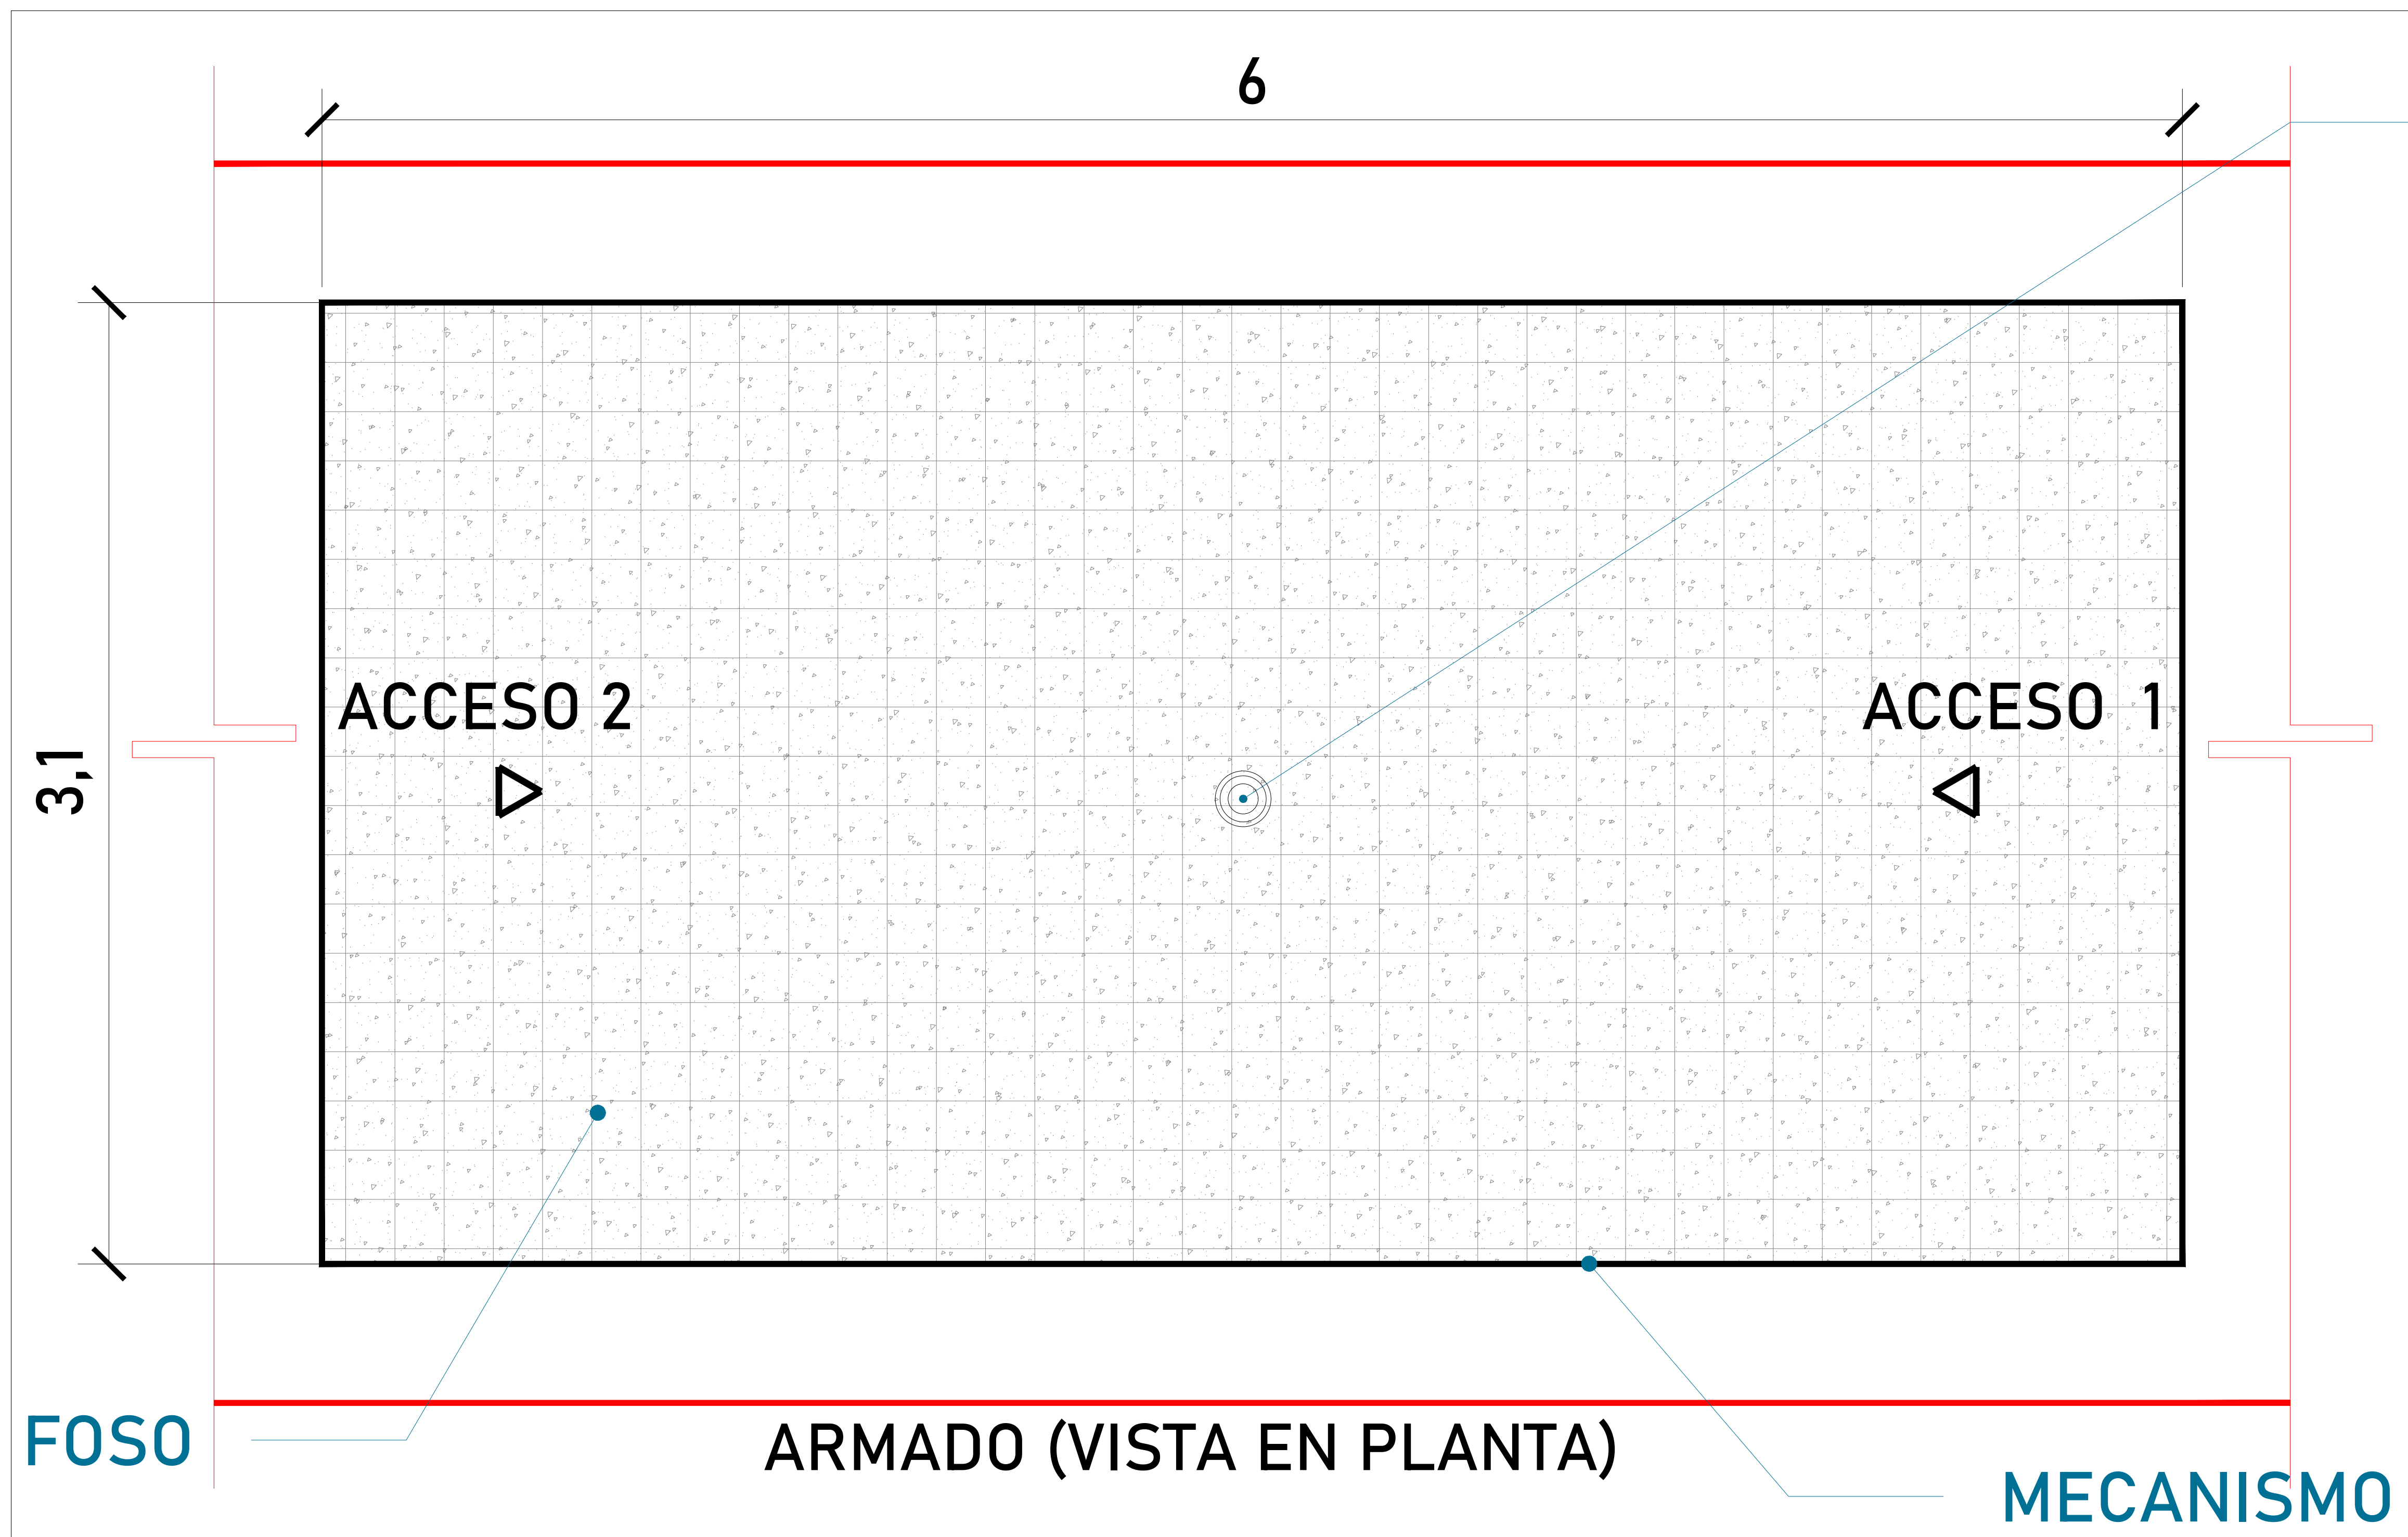 6
ACCESO 2
ACCESO 1
3,1
FOSO
ARMADO (VISTA EN PLANTA)
MECANISMO